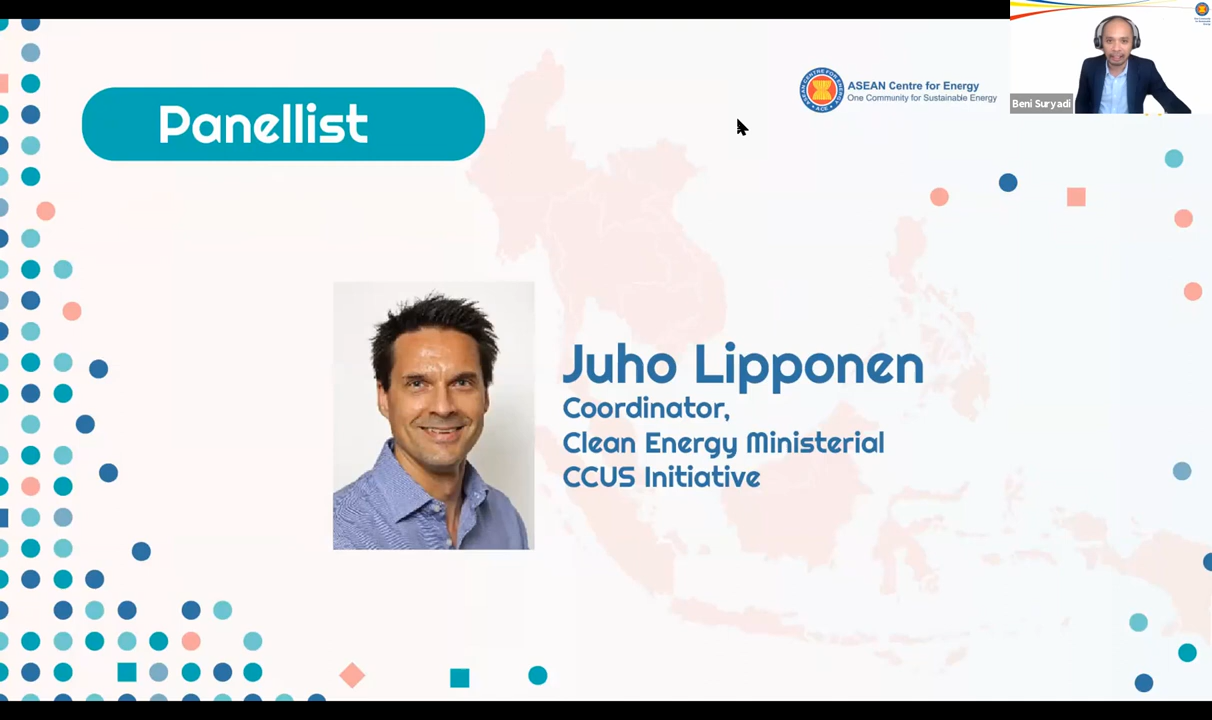 Panellist
ASEAN Centre for Energy
One Community for Sustainable Energy
Beni Suryadi
Juho Lipponen
Coordinator,
Clean Energy Ministerial
CCUS Initiative